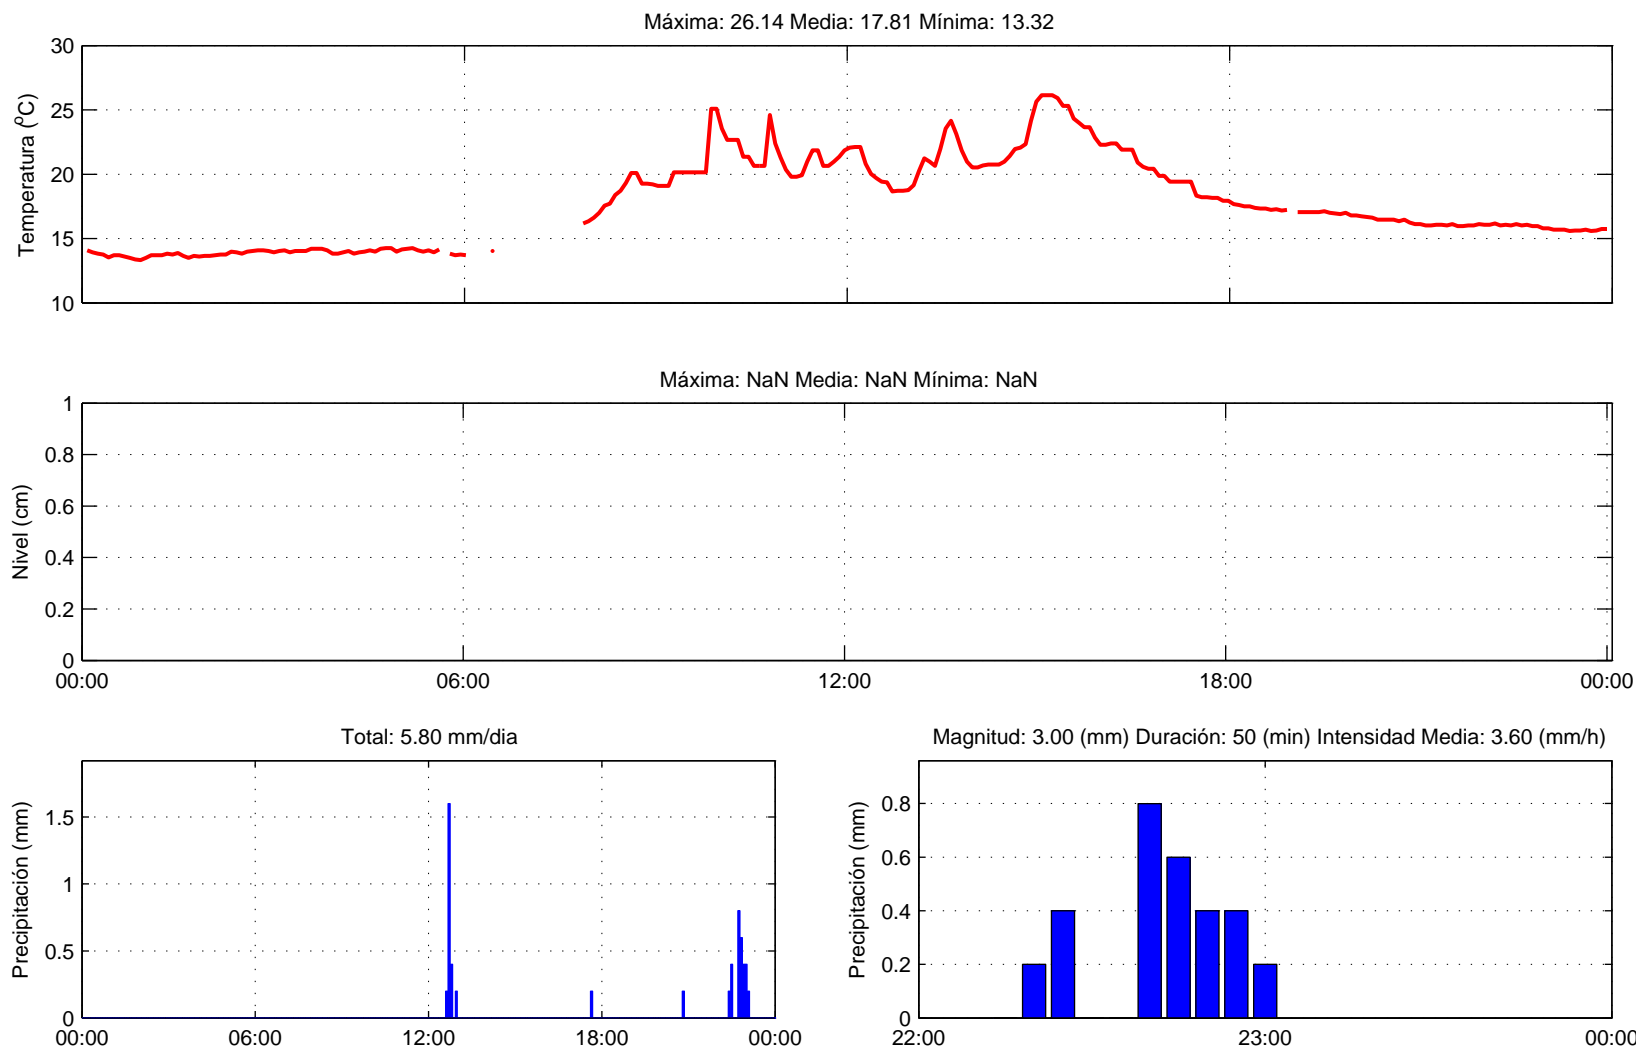 Máxima: 26.14 Media: 17.81 Mínima: 13.32
30
25
20
15
10
Temperatura (ºC)
Máxima: NaN Media: NaN Mínima: NaN
1
0.8
0.6
0.4
0.2
0
Nivel (cm)
00:00 06:00 12:00 18:00 00:00
Total: 5.80 mm/dia
1.5
1
0.5
0
Precipitación (mm)
00:00 06:00 12:00 18:00 00:00
Magnitud: 3.00 (mm) Duración: 50 (min) Intensidad Media: 3.60 (mm/h)
0.8
0.6
0.4
0.2
0
Precipitación (mm)
22:00 23:00 00:00